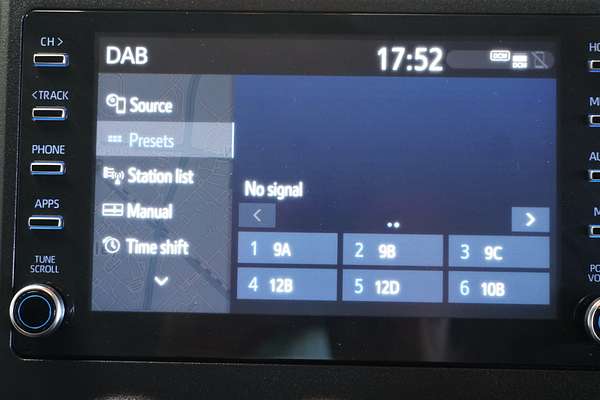 CH >
DAB
17:52
DCM
< TRACK
Source
Presets
PHONE
Station list
No signal
APPS
Manual
1 9A
2 9B
3 9C
Time shift
TUNE
SCROLL
4 12B
5 12D
6 10B